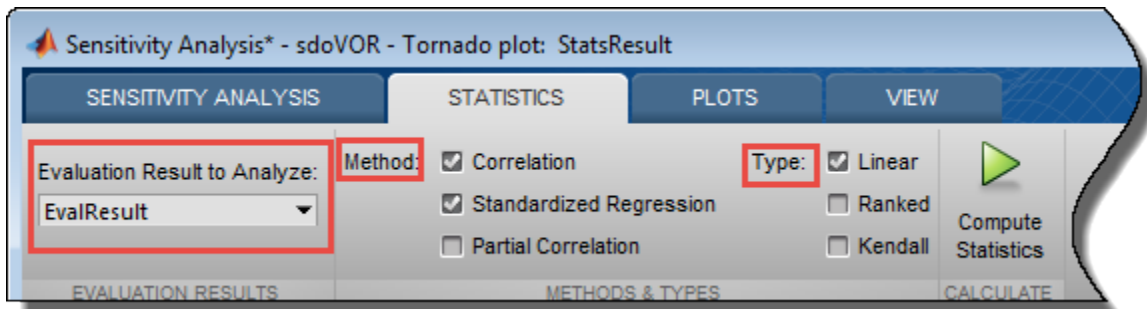 Sensitivity Analysis* - sdoVOR - Tornado plot: StatsResult
SENSITIVITY ANALYSIS STATISTICS PLOTS VIEW
Evaluation Result to Analyze:
EvalResult
Method:
Correlation
Standardized Regression
Partial Correlation
Type:
Linear
Ranked
Kendall
Compute
Statistics
EVALUATION RESULTS METHODS & TYPES CALCULATE